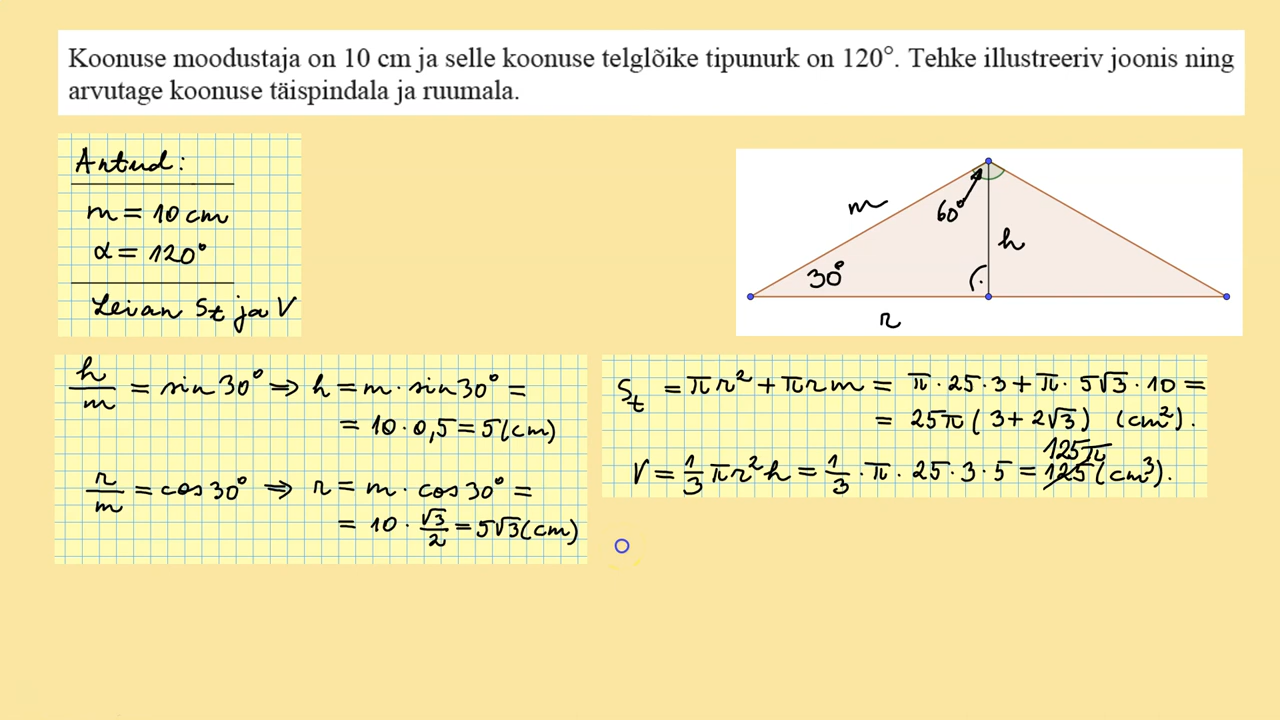 Koonuse moodustaja on 10 cm ja selle koonuse telglõike tipunurk on 120°. Tehke illustreeriv joonis ning
arvutage koonuse täispindala ja ruumala.
Antud:
m = 10 cm
α = 120°
Leian St ja V
m
60°
h
30°
r
h/m = sin 30° ⇒ h = m · sin 30° =
= 10 · 0,5 = 5 (cm)
r/m = cos 30° ⇒ r = m · cos 30° =
= 10 · √3/2 = 5√3 (cm)
St = πr² + πrm = π · 25 · 3 + π · 5√3 · 10 =
= 25π ( 3 + 2√3 ) (cm²).
125π
V = 1/3 πr²h = 1/3 · π · 25 · 3 · 5 = 125 (cm³).